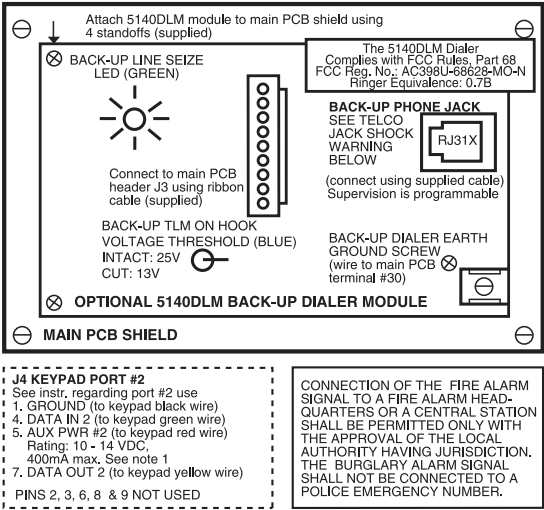 Attach 5140DLM module to main PCB shield using
4 standoffs (supplied)
BACK-UP LINE SEIZE
LED (GREEN)
The 5140DLM Dialer
Complies with FCC Rules, Part 68
FCC Reg. No.: AC398U-68628-MO-N
Ringer Equivalence: 0.7B
BACK-UP PHONE JACK
SEE TELCO
JACK SHOCK
WARNING
BELOW
RJ31X
(connect using supplied cable)
Supervision is programmable
Connect to main PCB
header J3 using ribbon
cable (supplied)
BACK-UP TLM ON HOOK
VOLTAGE THRESHOLD (BLUE)
INTACT: 25V
CUT: 13V
BACK-UP DIALER EARTH
GROUND SCREW
(wire to main PCB
terminal #30)
OPTIONAL 5140DLM BACK-UP DIALER MODULE
MAIN PCB SHIELD
J4 KEYPAD PORT #2
See instr. regarding port #2 use
1. GROUND (to keypad black wire)
4. DATA IN 2 (to keypad green wire)
5. AUX PWR #2 (to keypad red wire)
Rating: 10 - 14 VDC,
400mA max. See note 1
7. DATA OUT 2 (to keypad yellow wire)
PINS 2, 3, 6, 8 & 9 NOT USED
CONNECTION OF THE FIRE ALARM
SIGNAL TO A FIRE ALARM HEAD-
QUARTERS OR A CENTRAL STATION
SHALL BE PERMITTED ONLY WITH
THE APPROVAL OF THE LOCAL
AUTHORITY HAVING JURISDICTION.
THE BURGLARY ALARM SIGNAL
SHALL NOT BE CONNECTED TO A
POLICE EMERGENCY NUMBER.